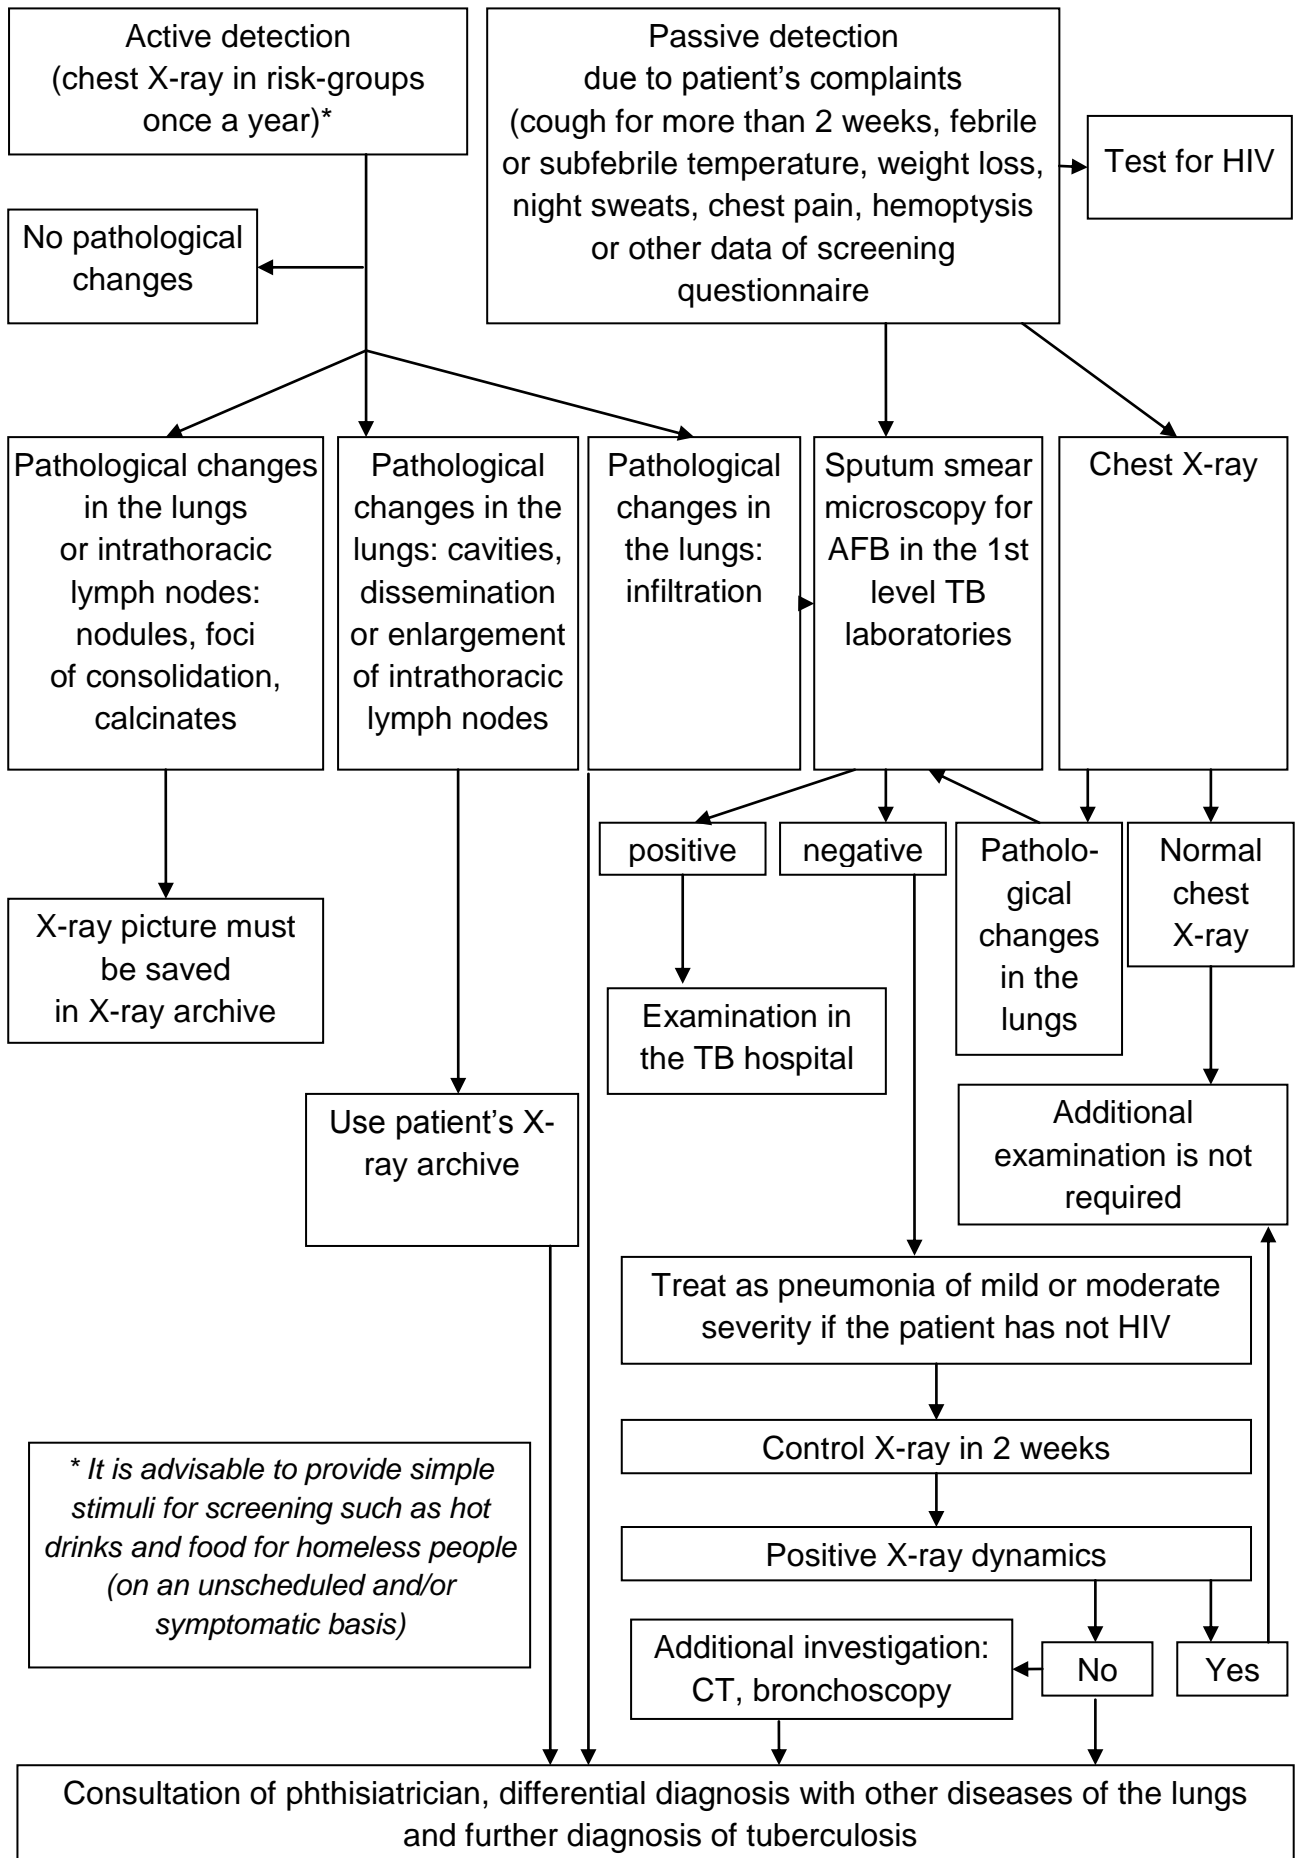 Active detection
(chest X-ray in risk-groups
once a year)*
Passive detection
due to patient’s complaints
(cough for more than 2 weeks, febrile
or subfebrile temperature, weight loss,
night sweats, chest pain, hemoptysis
or other data of screening
questionnaire
Test for HIV
No pathological
changes
Pathological changes
in the lungs
or intrathoracic
lymph nodes:
nodules, foci
of consolidation,
calcinates
Pathological
changes in the
lungs: cavities,
dissemination
or enlargement
of intrathoracic
lymph nodes
Pathological
changes in
the lungs:
infiltration
Sputum smear
microscopy for
AFB in the 1st
level TB
laboratories
Chest X-ray
positive
negative
Patholo-
gical
changes
in the
lungs
Normal
chest
X-ray
X-ray picture must
be saved
in X-ray archive
Examination in
the TB hospital
Use patient’s X-
ray archive
Additional
examination is not
required
Treat as pneumonia of mild or moderate
severity if the patient has not HIV
Control X-ray in 2 weeks
* It is advisable to provide simple
stimuli for screening such as hot
drinks and food for homeless people
(on an unscheduled and/or
symptomatic basis)
Positive X-ray dynamics
Additional investigation:
CT, bronchoscopy
No
Yes
Consultation of phthisiatrician, differential diagnosis with other diseases of the lungs
and further diagnosis of tuberculosis